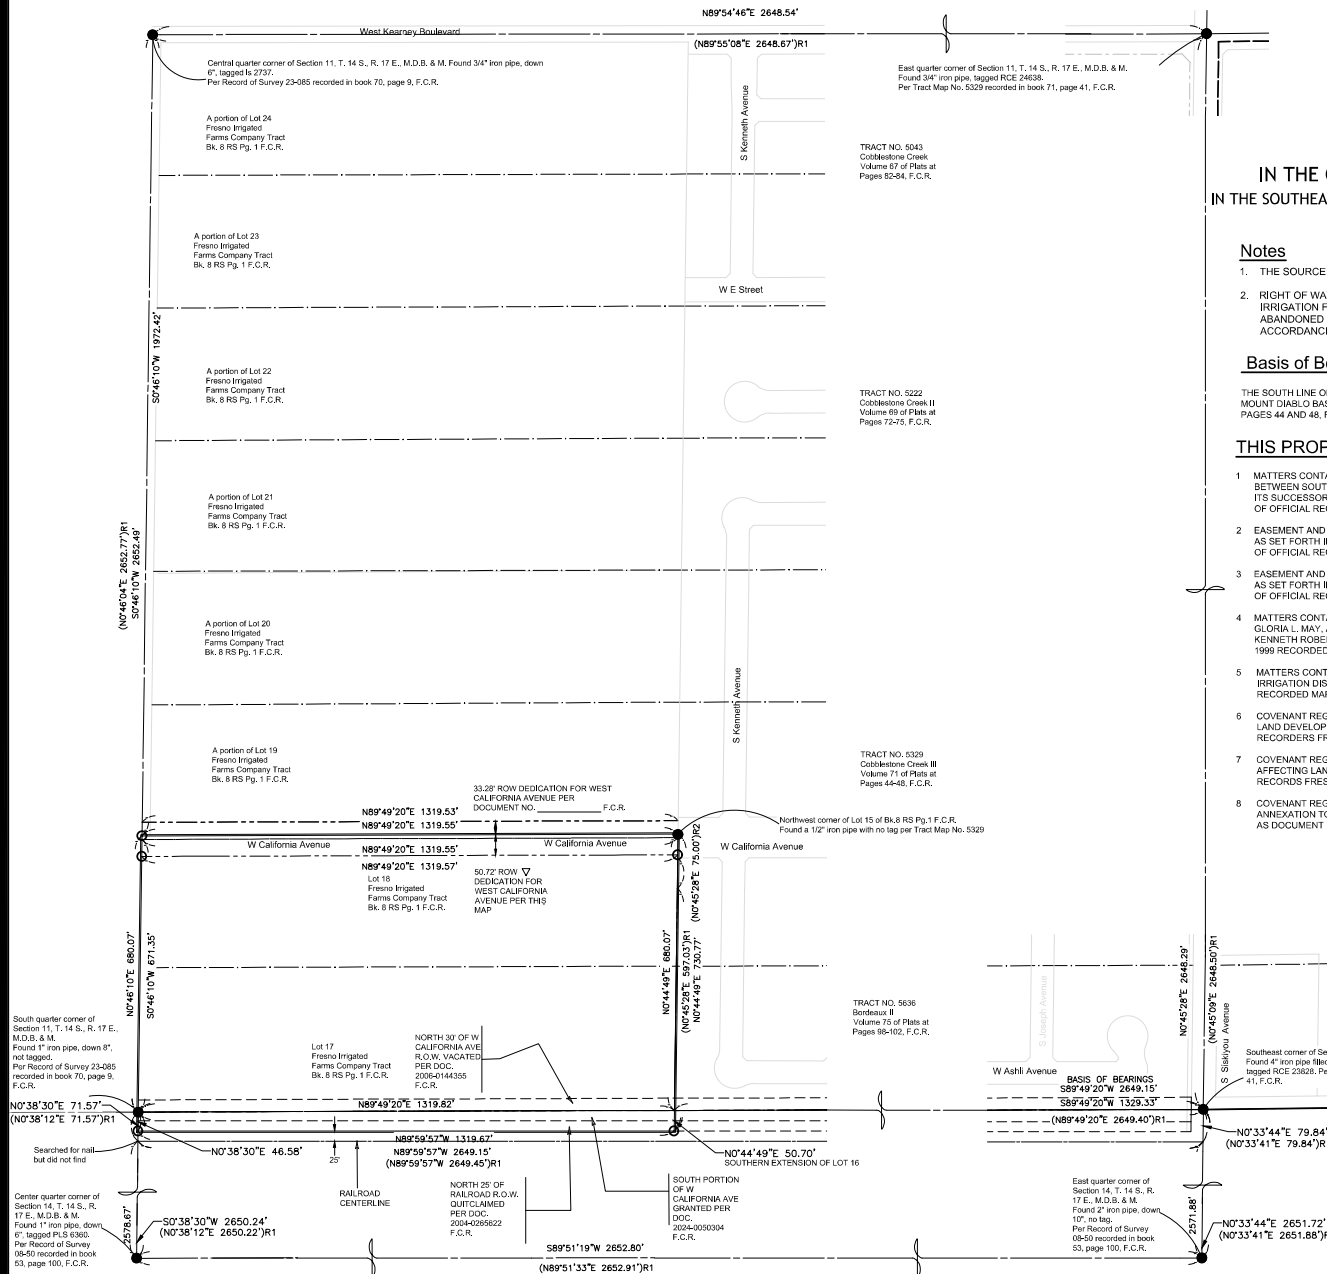 N89°54'46"E 2648.54'
West Kearney Boulevard
(N89°55'08"E 2648.67')R1
Central quarter corner of Section 11, T. 14 S., R. 17 E., M.D.B. & M. Found 3/4" iron pipe, down
6", tagged ls 2737.
Per Record of Survey 23-085 recorded in book 70, page 9, F.C.R.
East quarter corner of Section 11, T. 14 S., R. 17 E., M.D.B. & M.
Found 3/4" iron pipe, tagged RCE 24638.
Per Tract Map No. 5329 recorded in book 71, page 41, F.C.R.
A portion of Lot 24
Fresno Irrigated
Farms Company Tract
Bk. 8 RS Pg. 1 F.C.R.
S Kenneth Avenue
TRACT NO. 5043
Cobblestone Creek
Volume 67 of Plats at
Pages 82-84, F.C.R.
IN THE
IN THE SOUTHEA
A portion of Lot 23
Fresno Irrigated
Farms Company Tract
Bk. 8 RS Pg. 1 F.C.R.
W E Street
Notes
1. THE SOURCE
2. RIGHT OF WA
IRRIGATION F
ABANDONED
ACCORDANC
S0°46'10"W 1972.42'
A portion of Lot 22
Fresno Irrigated
Farms Company Tract
Bk. 8 RS Pg. 1 F.C.R.
TRACT NO. 5222
Cobblestone Creek II
Volume 69 of Plats at
Pages 72-75, F.C.R.
Basis of Be
THE SOUTH LINE O
MOUNT DIABLO BAS
PAGES 44 AND 48, F
THIS PROP
1 MATTERS CONTA
BETWEEN SOUT
ITS SUCCESSOR
OF OFFICIAL REC
2 EASEMENT AND
AS SET FORTH I
OF OFFICIAL REC
3 EASEMENT AND
AS SET FORTH I
OF OFFICIAL REC
4 MATTERS CONTA
GLORIA L. MAY,
KENNETH ROBE
1999 RECORDED
5 MATTERS CONT
IRRIGATION DIS
RECORDED MA
6 COVENANT REG
LAND DEVELOP
RECORDERS FR
7 COVENANT REG
AFFECTING LAN
RECORDS FRES
8 COVENANT REG
ANNEXATION TO
AS DOCUMENT
A portion of Lot 21
Fresno Irrigated
Farms Company Tract
Bk. 8 RS Pg. 1 F.C.R.
(N0°46'04"E 2652.77')R1
S0°46'10"W 2652.49'
A portion of Lot 20
Fresno Irrigated
Farms Company Tract
Bk. 8 RS Pg. 1 F.C.R.
S Kenneth Avenue
A portion of Lot 19
Fresno Irrigated
Farms Company Tract
Bk. 8 RS Pg. 1 F.C.R.
TRACT NO. 5329
Cobblestone Creek III
Volume 71 of Plats at
Pages 44-48, F.C.R.
33.28' ROW DEDICATION FOR WEST
CALIFORNIA AVENUE PER
DOCUMENT NO. ____________ F.C.R.
N89°49'20"E 1319.53'
N89°49'20"E 1319.55'
W California Avenue
W California Avenue
N89°49'20"E 1319.55'
N89°49'20"E 1319.57'
Northwest corner of Lot 15 of Bk.8 RS Pg.1 F.C.R.
Found a 1/2" iron pipe with no tag per Tract Map No. 5329
W California Avenue
(N0°45'28"E 75.00')R2
Lot 18
Fresno Irrigated
Farms Company Tract
Bk. 8 RS Pg. 1 F.C.R.
50.72' ROW
DEDICATION FOR
WEST CALIFORNIA
AVENUE PER THIS
MAP
N0°46'10"E 680.07'
S0°46'10"W 671.35'
N0°44'49"E 680.07'
(N0°45'28"E 597.03')R1
N0°44'49"E 730.77'
N0°45'28"E 2648.29'
(N0°45'09"E 2648.50')R1
S Joseph Avenue
S Siskiyou Avenue
TRACT NO. 5636
Bordeaux II
Volume 75 of Plats at
Pages 98-102, F.C.R.
South quarter corner of
Section 11, T. 14 S., R. 17 E.,
M.D.B. & M.
Found 1" iron pipe, down 8",
not tagged.
Per Record of Survey 23-085
recorded in book 70, page 9,
F.C.R.
Lot 17
Fresno Irrigated
Farms Company Tract
Bk. 8 RS Pg. 1 F.C.R.
NORTH 30' OF W
CALIFORNIA AVE
R.O.W. VACATED
PER DOC.
2006-0144355
F.C.R.
Southeast corner of Se
Found 4" iron pipe filled
tagged RCE 23828. Pe
41, F.C.R.
W Ashli Avenue
BASIS OF BEARINGS
S89°49'20"W 2649.15'
S89°49'20"W 1329.33'
(N89°49'20"E 2649.40')R1
N89°49'20"E 1319.82'
N0°38'30"E 71.57'
(N0°38'12"E 71.57')R1
N0°33'44"E 79.84'
(N0°33'41"E 79.84')R
Searched for nail
but did not find
N0°38'30"E 46.58'
25'
N89°59'57"W 1319.67'
N89°59'57"W 2649.15'
(N89°59'57"W 2649.45')R1
N0°44'49"E 50.70'
SOUTHERN EXTENSION OF LOT 16
RAILROAD
CENTERLINE
NORTH 25' OF
RAILROAD R.O.W.
QUITCLAIMED
PER DOC.
2004-0265622
F.C.R.
SOUTH PORTION
OF W
CALIFORNIA AVE
GRANTED PER
DOC.
2024-0050304
F.C.R.
Center quarter corner of
Section 14, T. 14 S., R.
17 E., M.D.B. & M.
Found 1" iron pipe, down
6", tagged PLS 6360.
Per Record of Survey
08-50 recorded in book
53, page 100, F.C.R.
2578.67'
S0°38'30"W 2650.24'
(N0°38'12"E 2650.22')R1
East quarter corner of
Section 14, T. 14 S., R.
17 E., M.D.B. & M.
Found 2" iron pipe, down
10", no tag.
Per Record of Survey
08-50 recorded in book
53, page 100, F.C.R.
2571.88'
N0°33'44"E 2651.72'
(N0°33'41"E 2651.88')R
S89°51'19"W 2652.80'
(N89°51'33"E 2652.91')R1